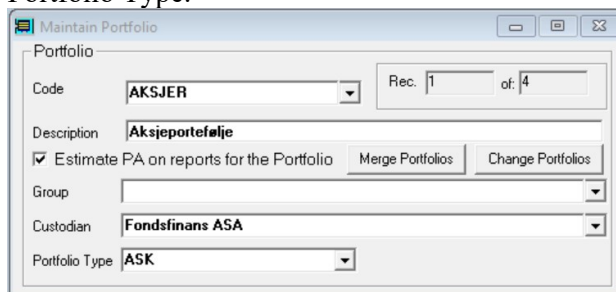 Portfolio Type.
Maintain Portfolio
Portfolio
Code AKSJER Rec. 1 of: 4
Description Aksjeportefølje
Estimate PA on reports for the Portfolio Merge Portfolios Change Portfolios
Group
Custodian Fondsfinans ASA
Portfolio Type ASK